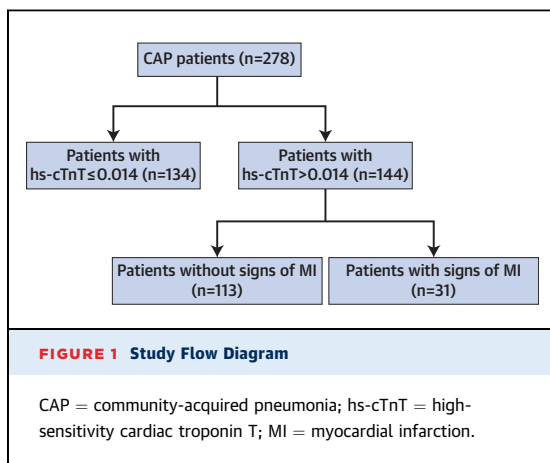 CAP patients (n=278)
Patients with
hs-cTnT≤0.014 (n=134)
Patients with
hs-cTnT>0.014 (n=144)
Patients without signs of MI
(n=113)
Patients with signs of MI
(n=31)
FIGURE 1 Study Flow Diagram
CAP = community-acquired pneumonia; hs-cTnT = high-
sensitivity cardiac troponin T; MI = myocardial infarction.